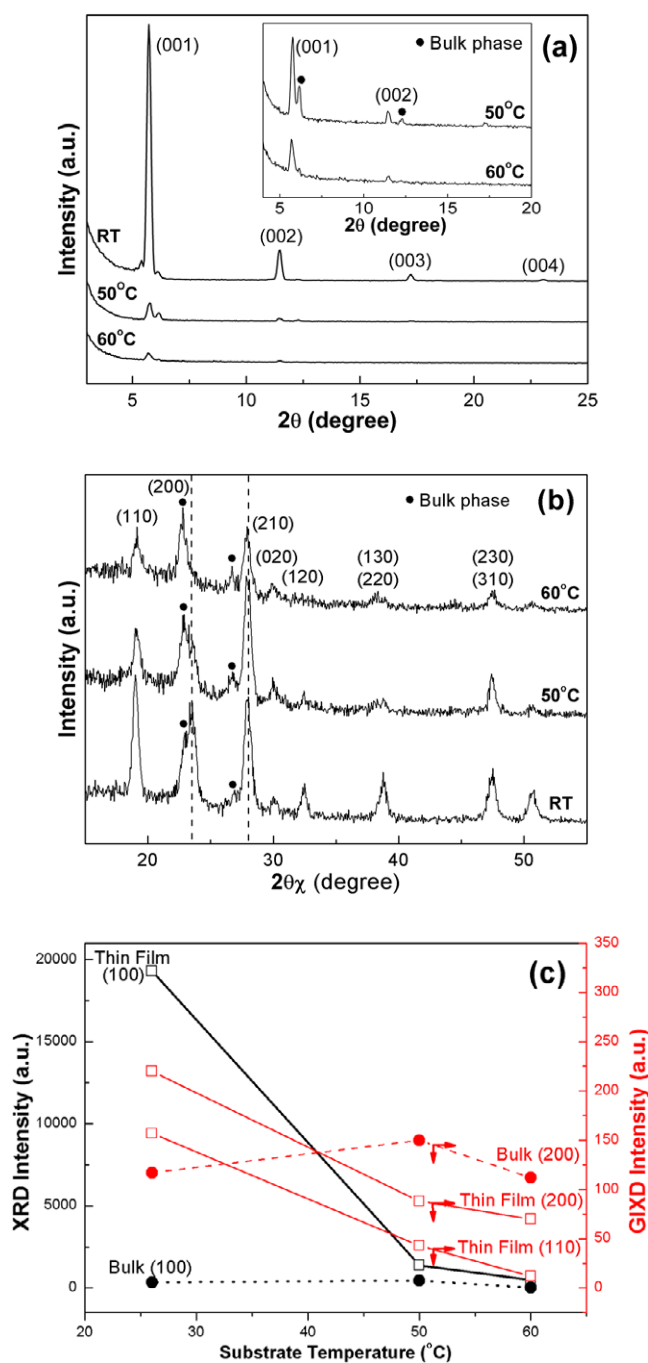 (a)
(001)
(001)
● Bulk phase
(002)
50°C
60°C
5 10 15 20
2θ (degree)
RT
(002)
(003)
(004)
50°C
60°C
Intensity (a.u.)
5 10 15 20 25
2θ (degree)
(b)
(200)
● Bulk phase
(110)
(210)
(020)
(120)
(130)
(220)
(230)
(310)
60°C
50°C
RT
Intensity (a.u.)
20 30 40 50
2θχ (degree)
(c)
Thin Film
(100)
Bulk (200)
Thin Film (200)
Thin Film (110)
Bulk (100)
XRD Intensity (a.u.)
20000
15000
10000
5000
0
GIXD Intensity (a.u.)
350
300
250
200
150
100
50
0
20 30 40 50 60
Substrate Temperature (°C)